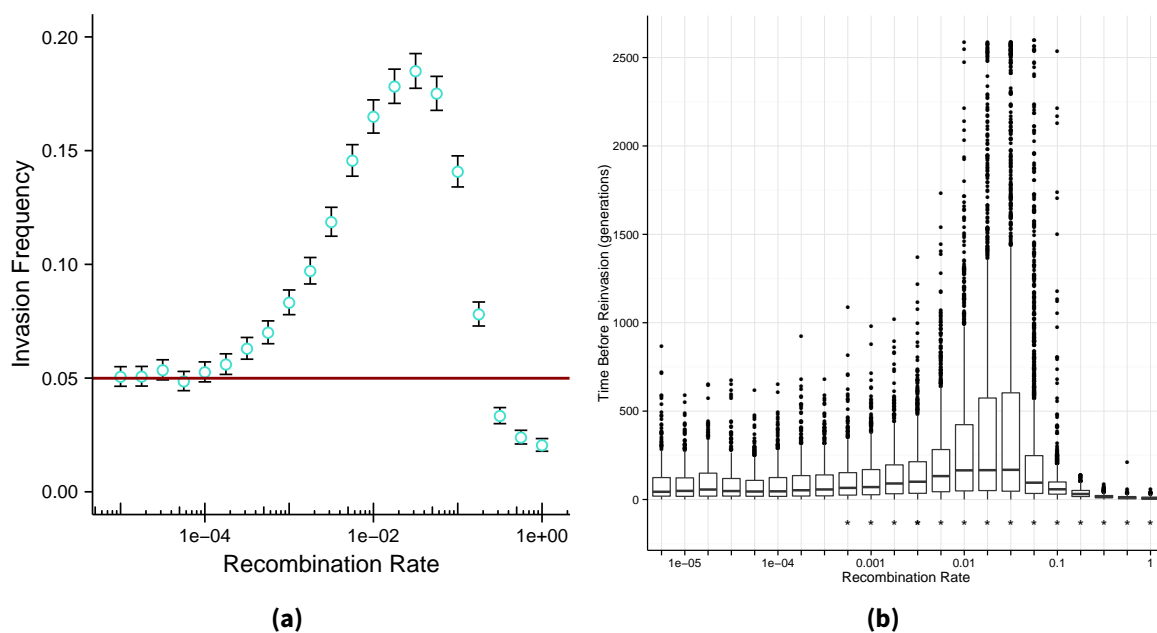 0.20
0.15
0.10
0.05
0.00
Invasion Frequency
1e-04 1e-02 1e+00
Recombination Rate
(a)
2500
2000
1500
1000
500
0
Time Before Reinvasion (generations)
* * * * * * * * * * * * * *
1e-05 1e-04 0.001 0.01 0.1 1
Recombination Rate
(b)